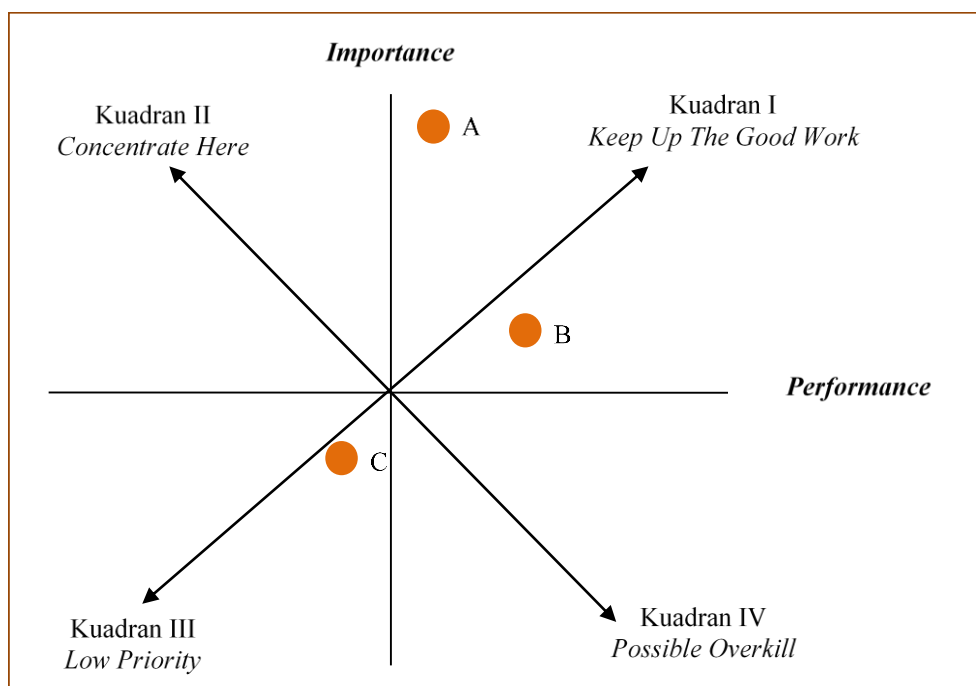 Importance
Kuadran II
Concentrate Here
A
Kuadran I
Keep Up The Good Work
B
Performance
C
Kuadran III
Low Priority
Kuadran IV
Possible Overkill